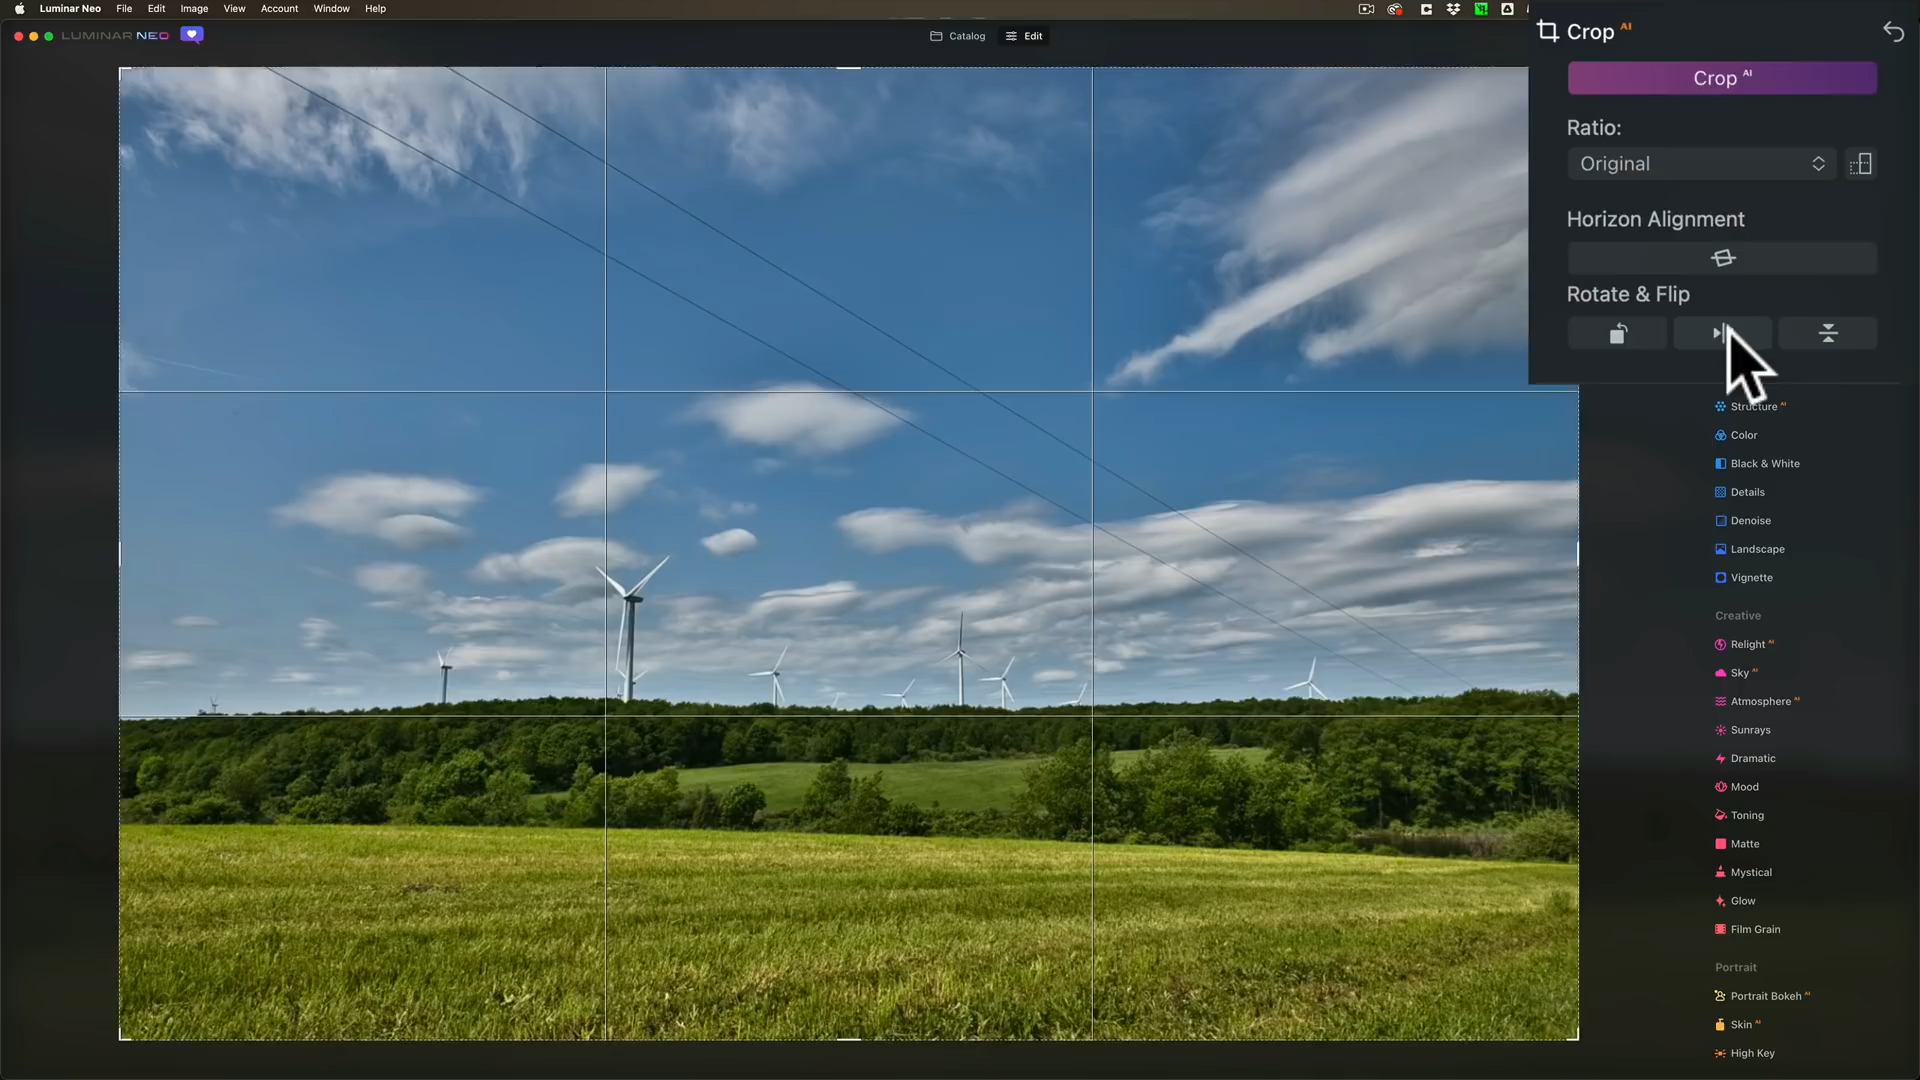 Luminar Neo File Edit Image View Account Window Help
LUMINAR NEO
Catalog
Edit
Crop AI
Crop AI
Ratio:
Original
Horizon Alignment
Rotate & Flip
Structure AI
Color
Black & White
Details
Denoise
Landscape
Vignette
Creative
Relight AI
Sky AI
Atmosphere AI
Sunrays
Dramatic
Mood
Toning
Matte
Mystical
Glow
Film Grain
Portrait
Portrait Bokeh AI
Skin AI
High Key